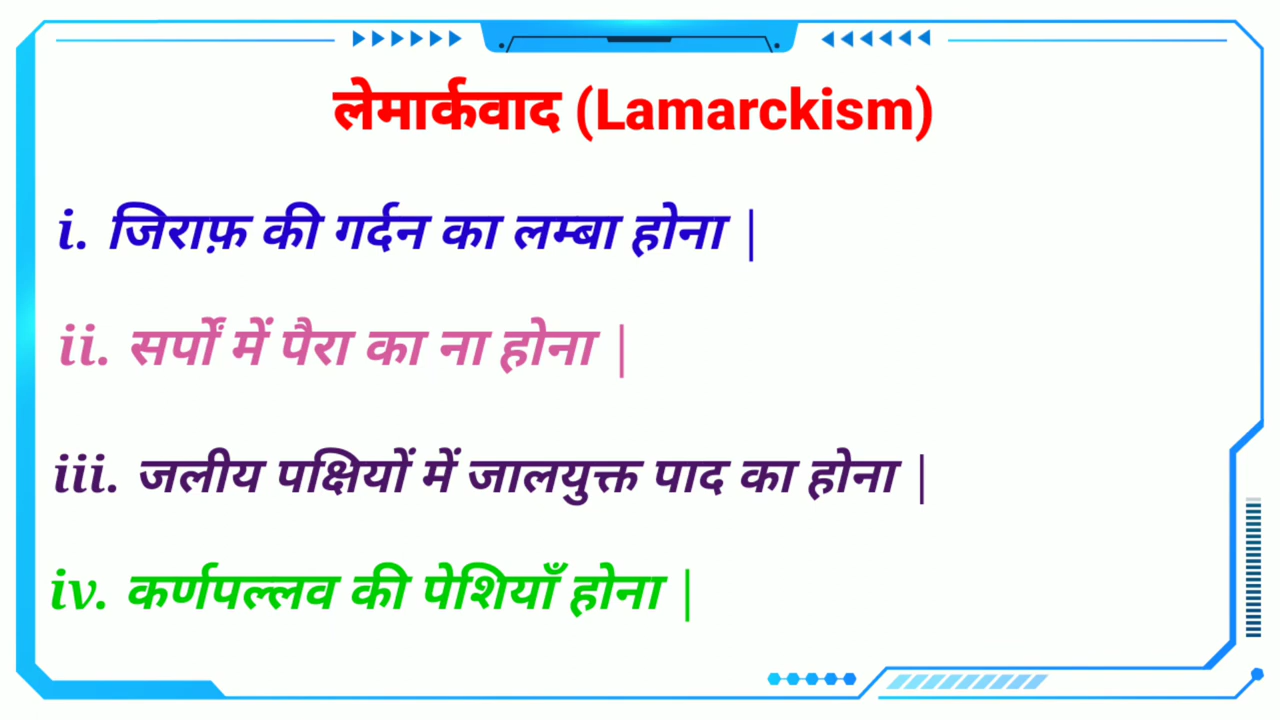 लेमार्कवाद (Lamarckism)
i. जिराफ़ की गर्दन का लम्बा होना |
ii. सर्पों में पैरा का ना होना |
iii. जलीय पक्षियों में जालयुक्त पाद का होना |
iv. कर्णपल्लव की पेशियाँ होना |